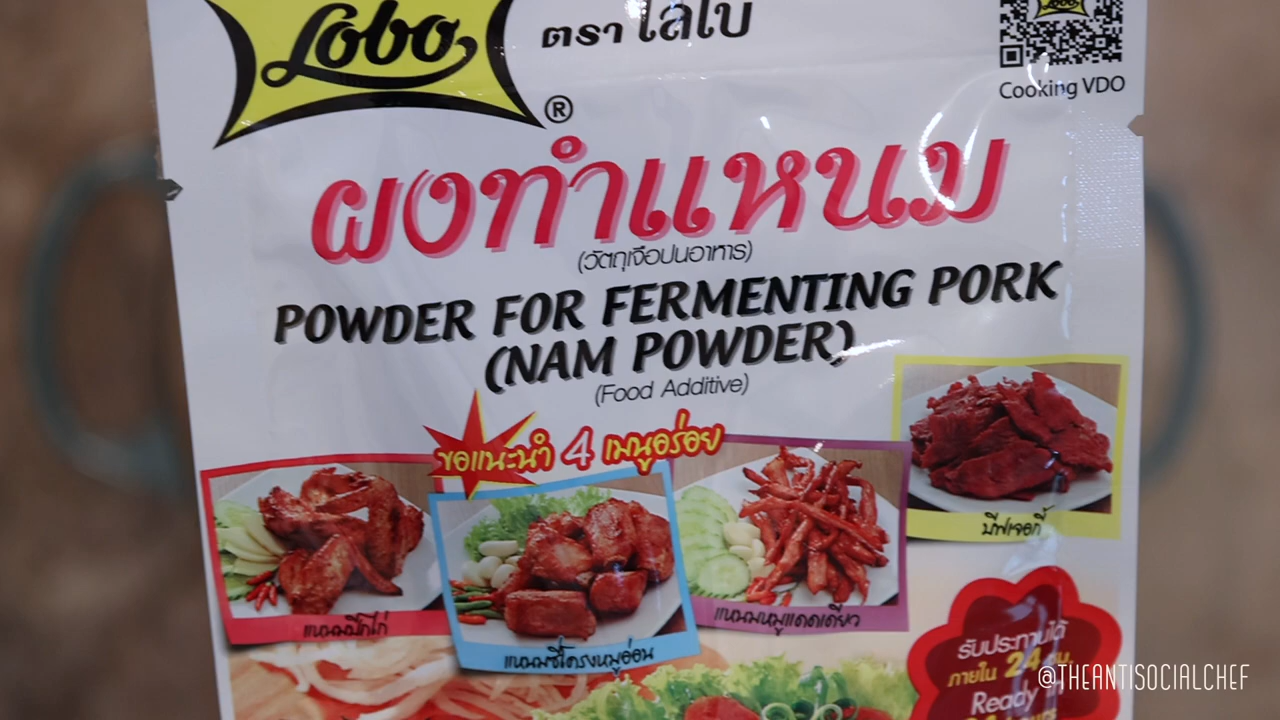 Lobo
ตรา โลโบ
®
Cooking VDO
ผงทำแหนม
(วัตถุเจือปนอาหาร)
POWDER FOR FERMENTING PORK
(NAM POWDER)
(Food Additive)
ขอแนะนำ 4 เมนูอร่อย
บีฟเจอกี้
แหนมปีกไก่
แหนมซี่โครงหมูอ่อน
แหนมหมูแดดเดียว
รับประทานได้
ภายใน 24 ชม.
Ready
@THEANTISOCIALCHEF